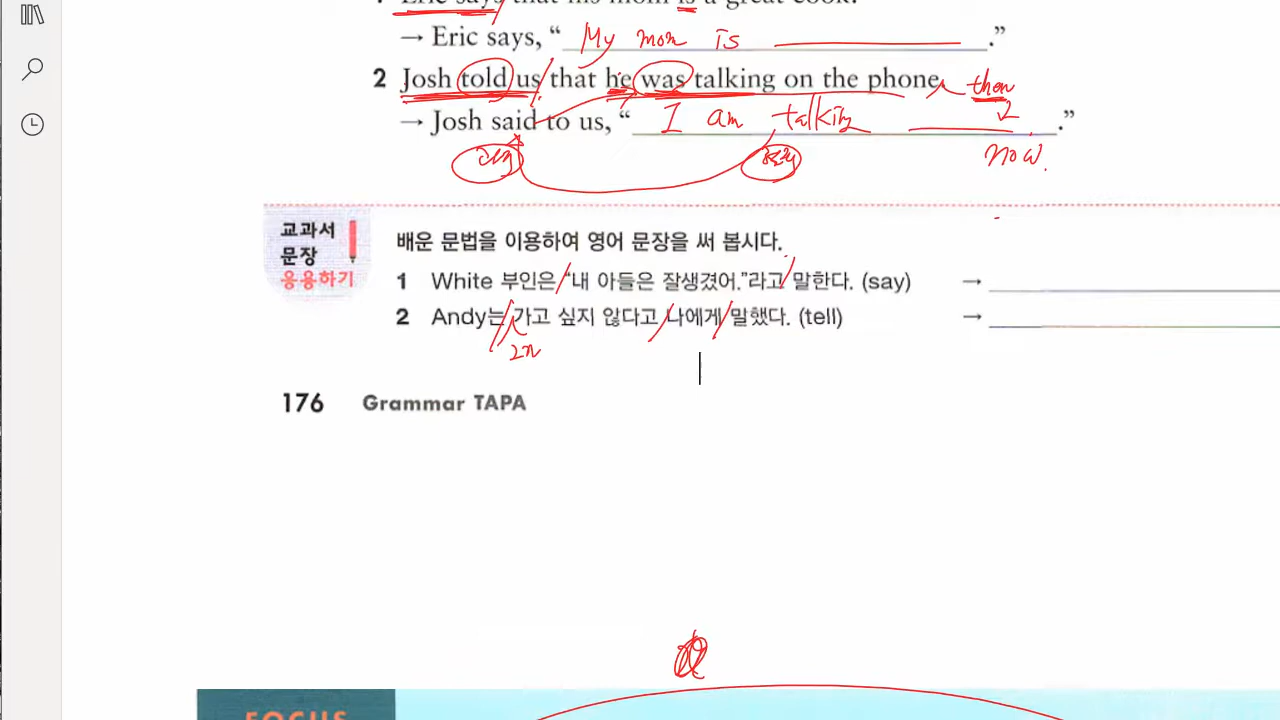 Eric says that his mom is a great cook.
→ Eric says, “ My mom is ”
2 Josh told us that he was talking on the phone then
→ Josh said to us, “ I am talking ”
now.
교과서
문장
응용하기
배운 문법을 이용하여 영어 문장을 써 봅시다.
1 White 부인은 “내 아들은 잘생겼어.”라고 말한다. (say) →
2 Andy는 가고 싶지 않다고 나에게 말했다. (tell) →
176 Grammar TAPA
FOCUS